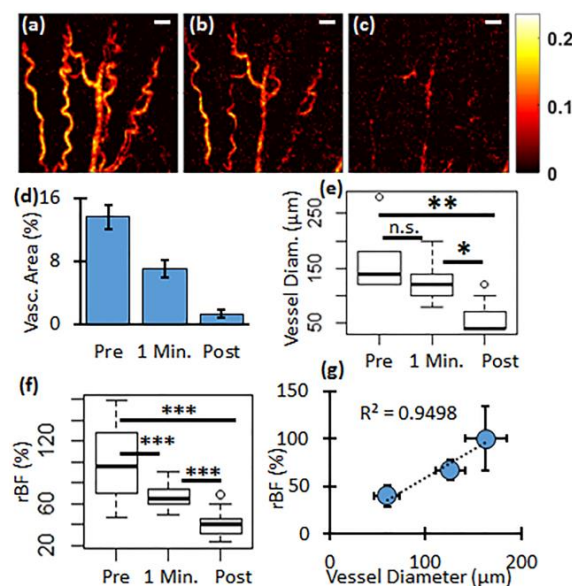 (a)
(b)
(c)
0.2
0.1
0
(d)
Vasc. Area (%)
16
8
0
Pre 1 Min. Post
(e)
Vessel Diam. (µm)
250
150
50
**
n.s.
*
Pre 1 Min. Post
(f)
rBF (%)
120
60
20
***
***
***
Pre 1 Min. Post
(g)
rBF (%)
150
100
50
0
R² = 0.9498
0 100 200
Vessel Diameter (µm)